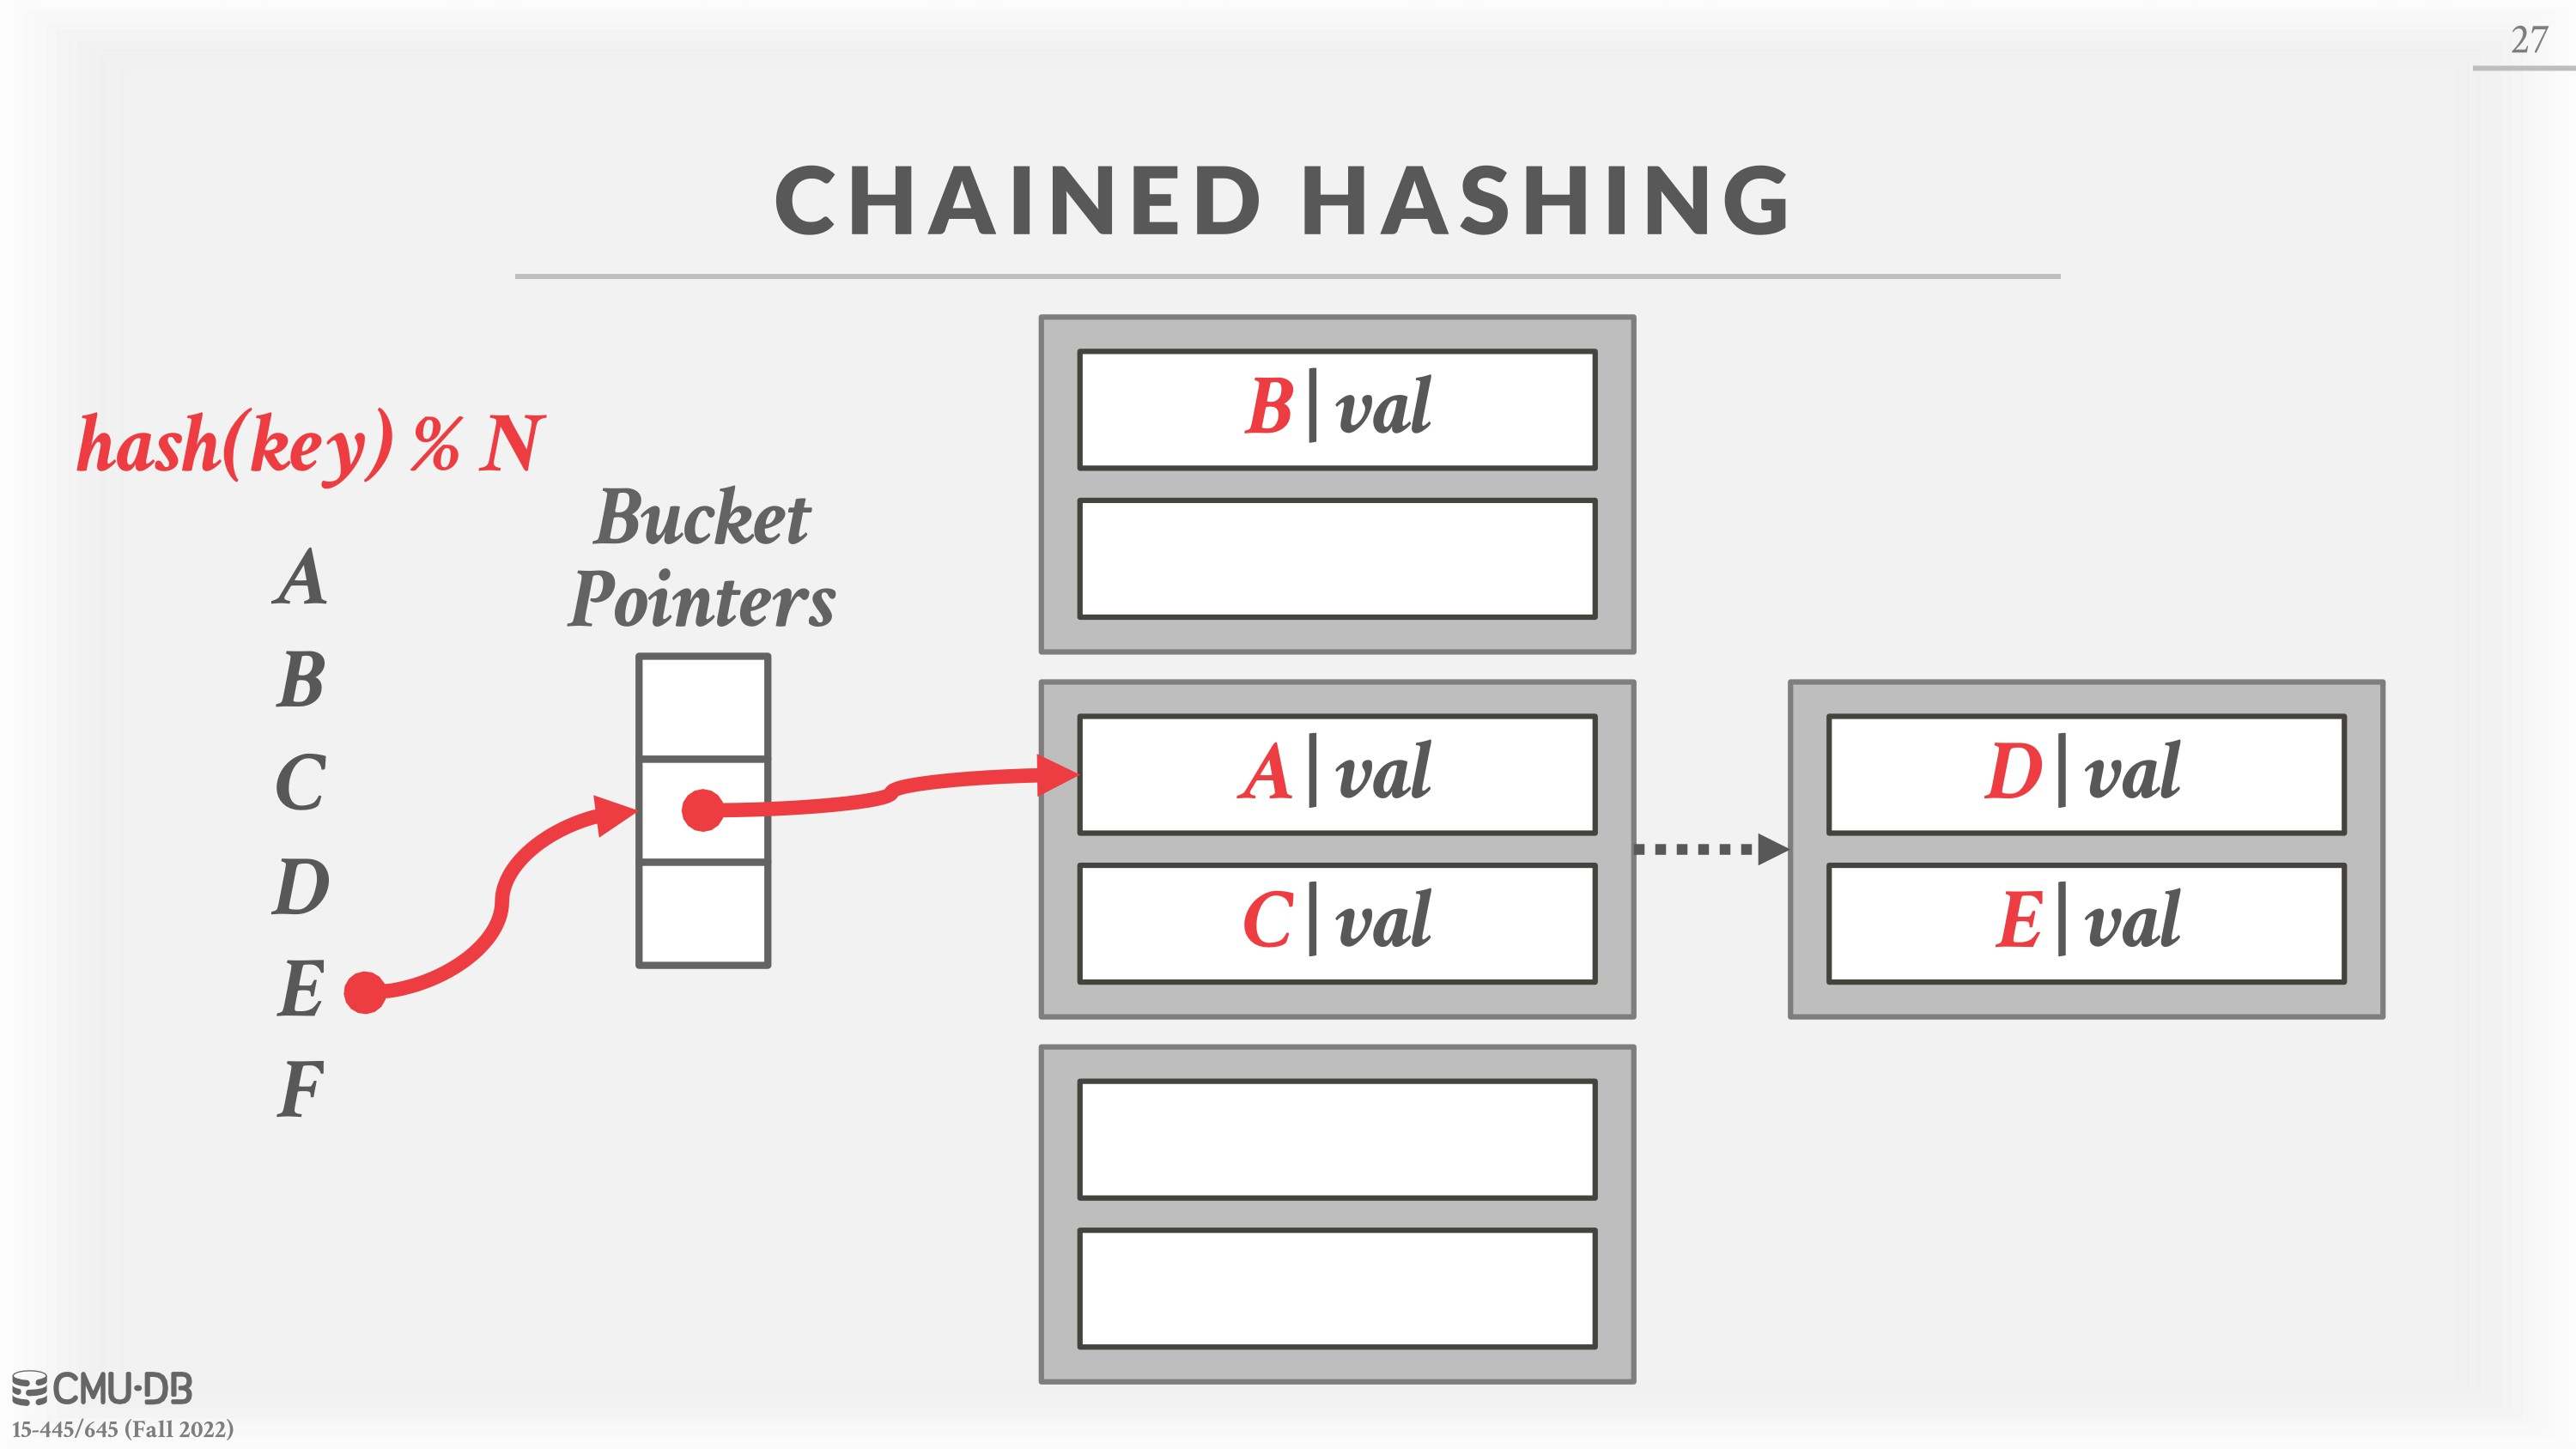 27
CHAINED HASHING
hash(key) % N
A
B
C
D
E
F
Bucket
Pointers
B|val
A|val
C|val
D|val
E|val
CMU·DB
15-445/645 (Fall 2022)